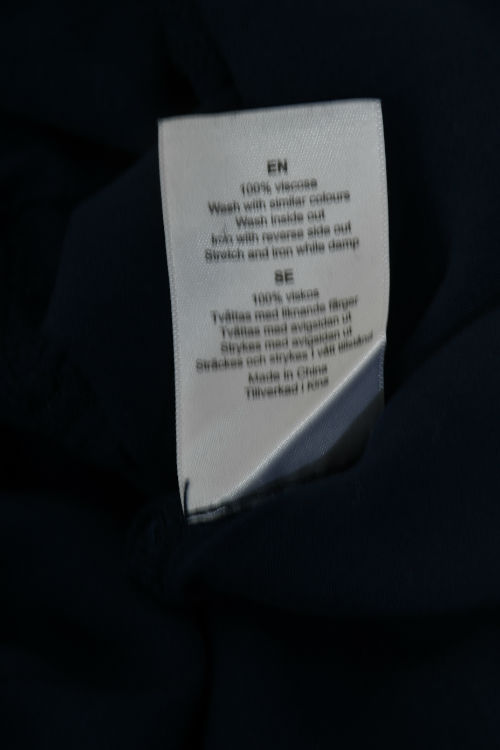 EN
100% viscose
Wash with similar colours
Wash inside out
Iron with reverse side out
Stretch and iron while damp
SE
100% viskos
Tvättas med liknande färger
Tvättas med avigsidan ut
Strykes med avigsidan ut
Sträckes och strykes i vått tillstånd
Made in China
Tillverkad i Kina